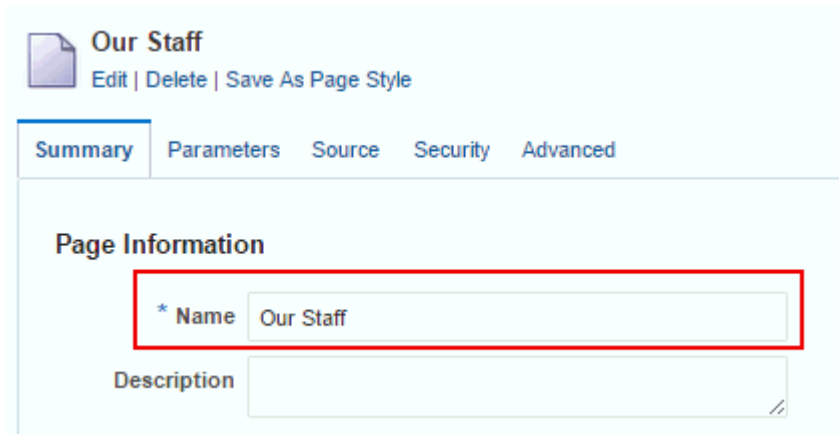 Our Staff
Edit | Delete | Save As Page Style
Summary Parameters Source Security Advanced
Page Information
* Name Our Staff
Description